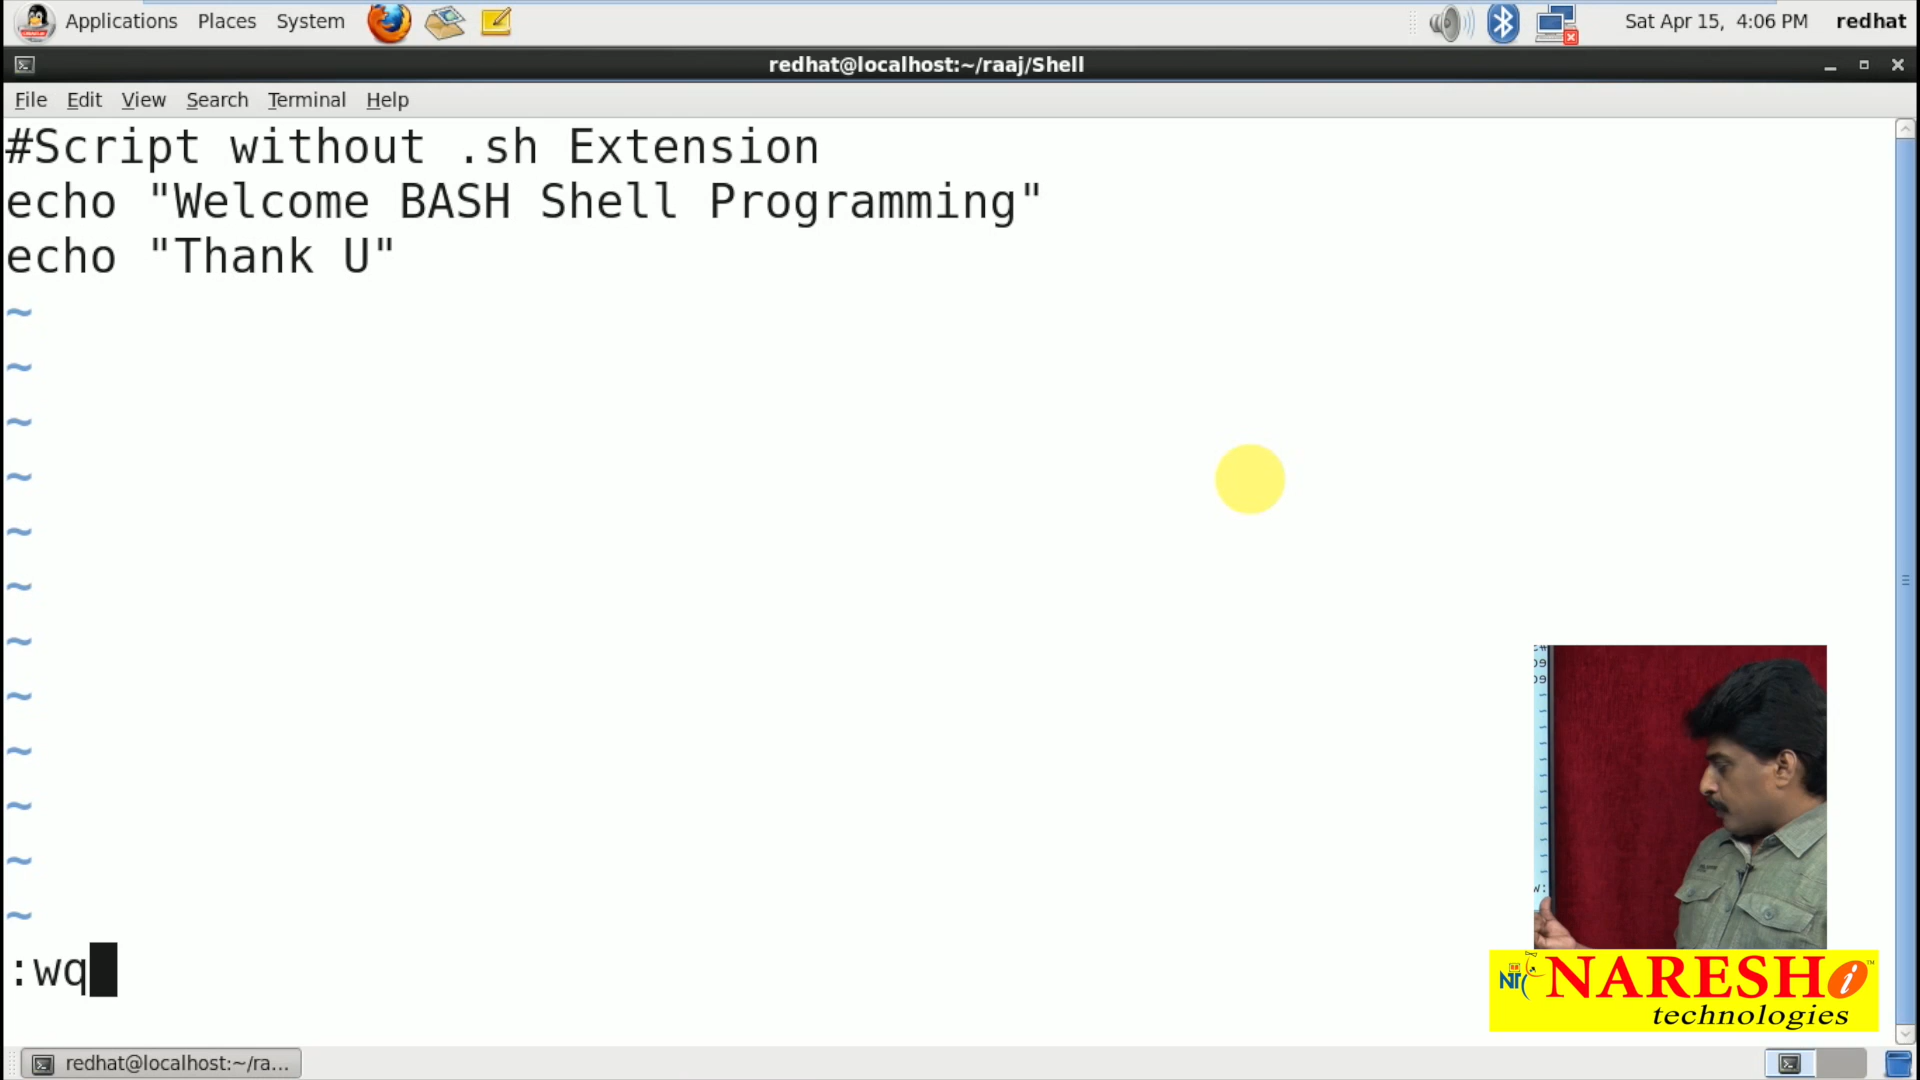 Applications Places System
Sat Apr 15, 4:06 PM redhat
redhat@localhost:~/raaj/Shell
File Edit View Search Terminal Help
#Script without .sh Extension
echo "Welcome BASH Shell Programming"
echo "Thank U"
~
~
~
~
~
~
~
~
~
~
~
~
:wq
NARESH i
technologies
redhat@localhost:~/ra...